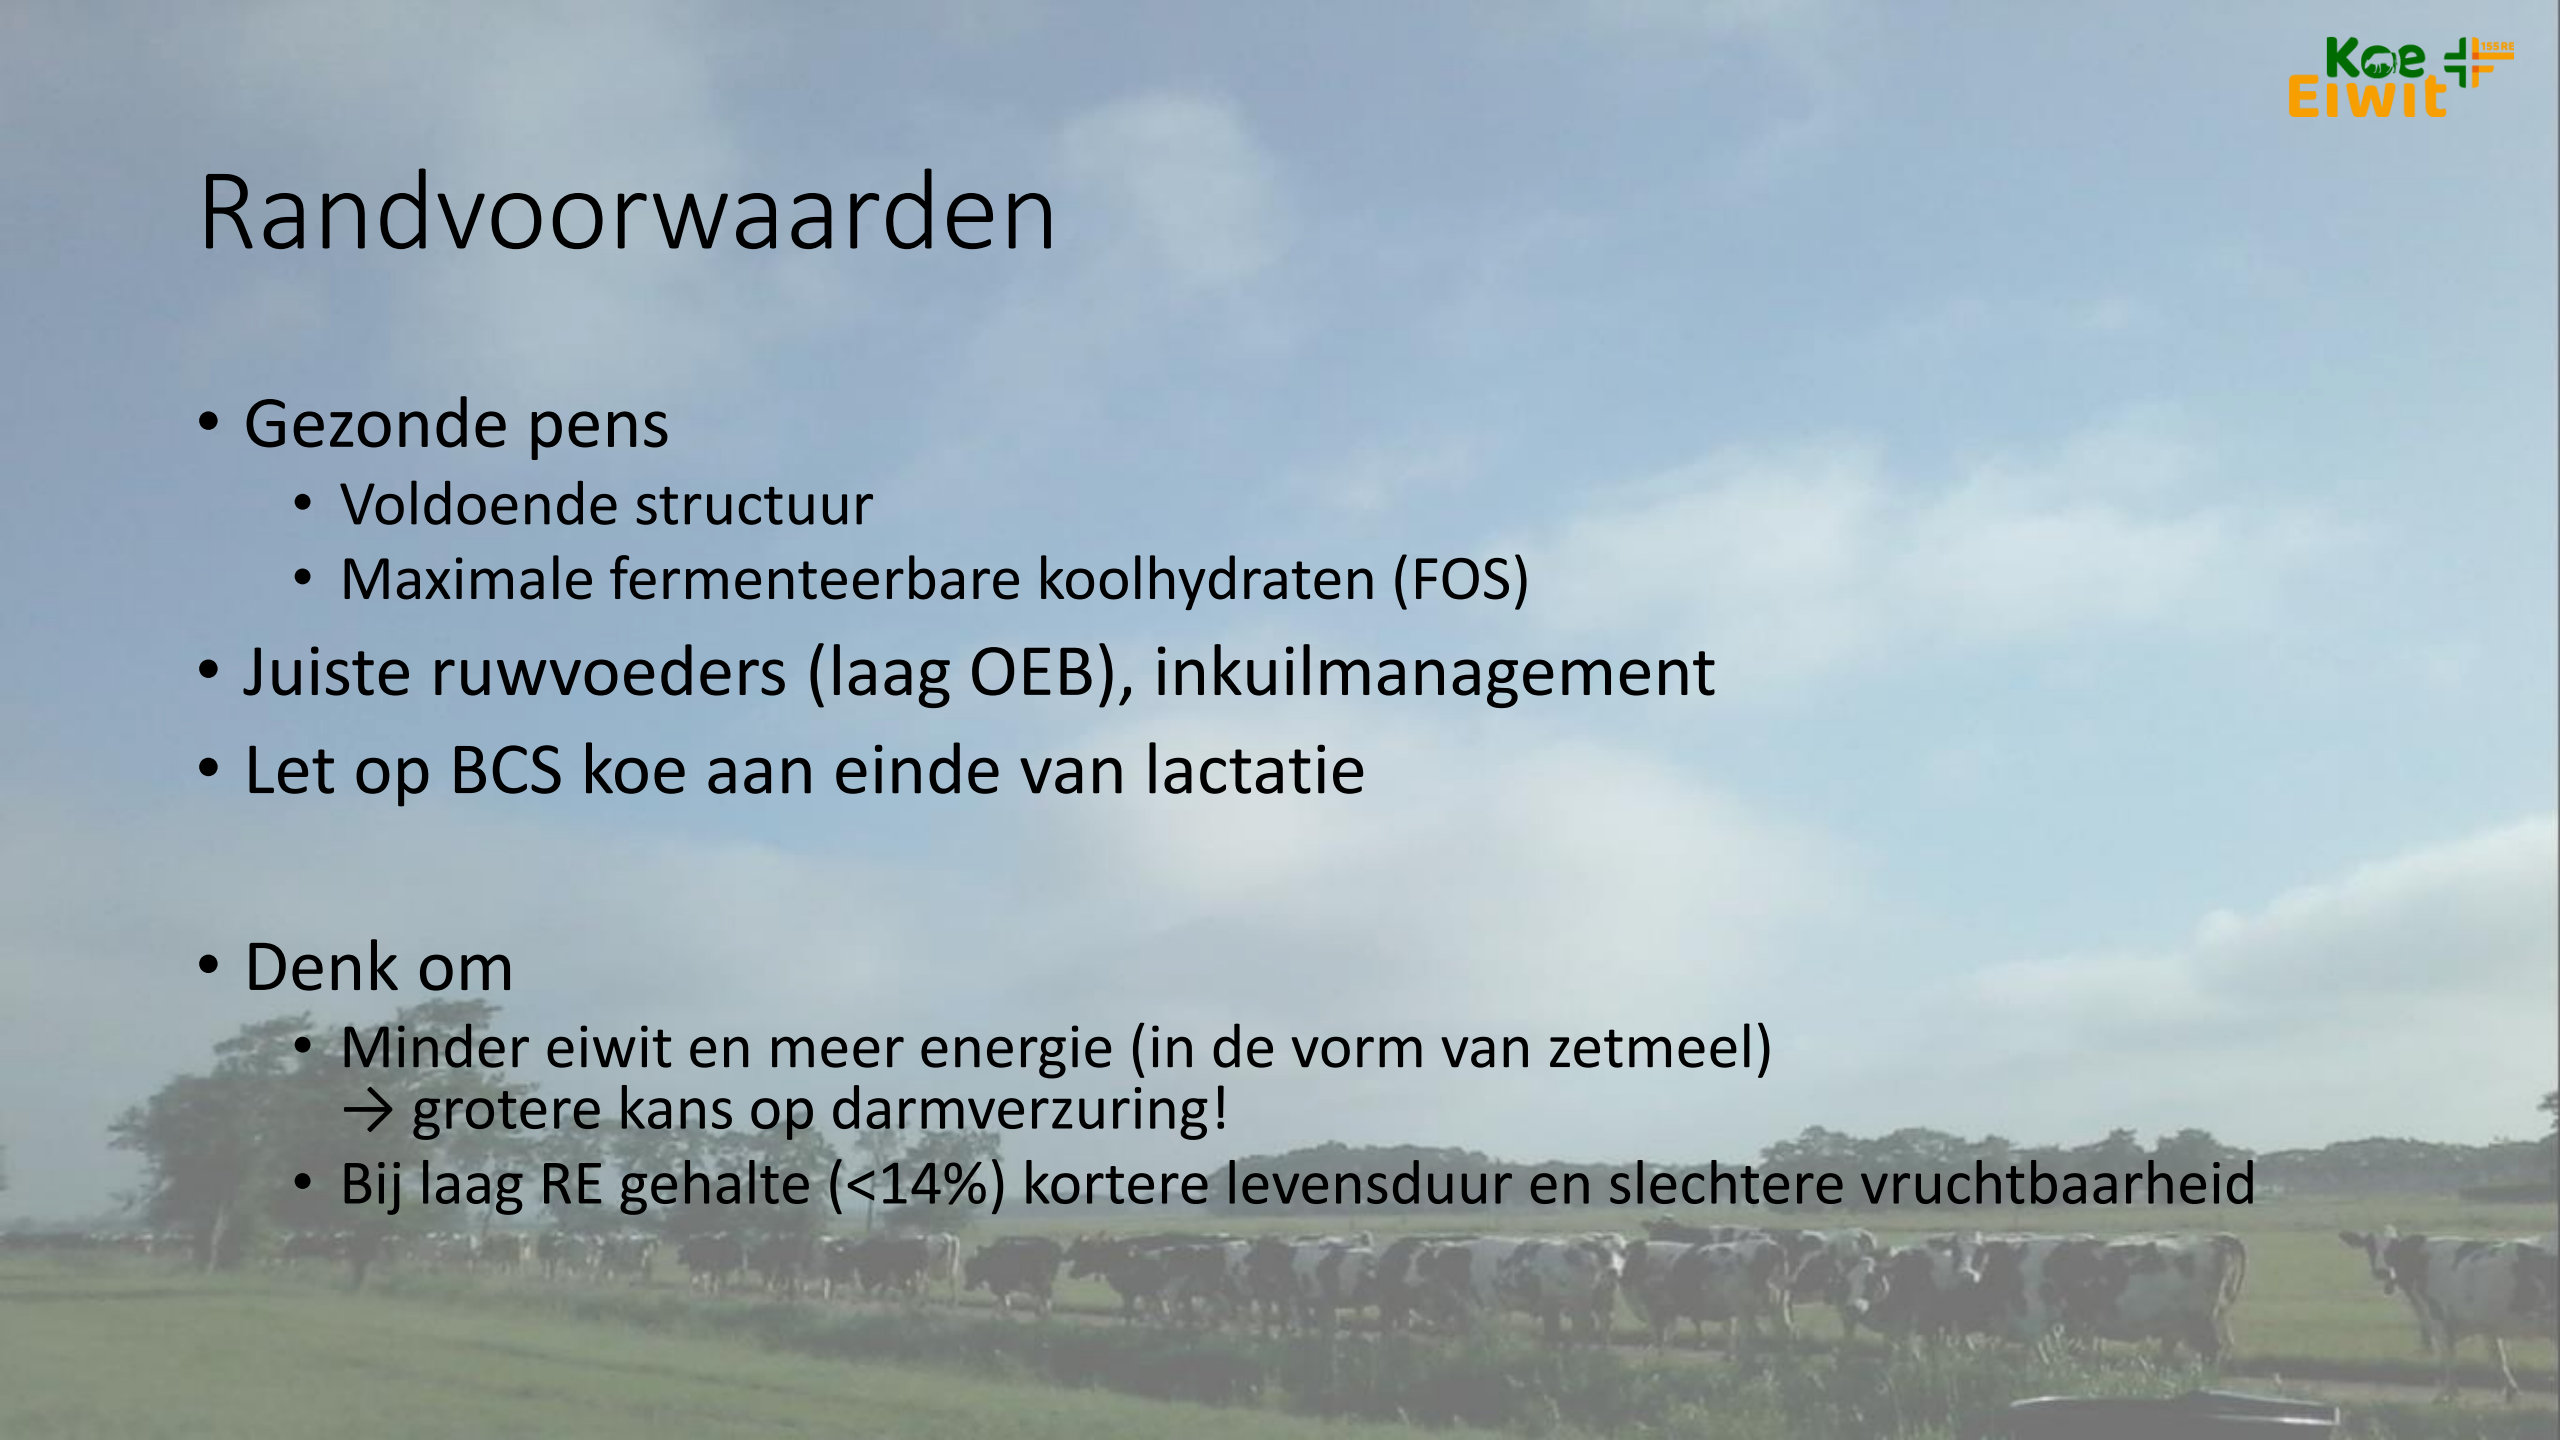 Koe
Eiwit
155RE
Randvoorwaarden
• Gezonde pens
• Voldoende structuur
• Maximale fermenteerbare koolhydraten (FOS)
• Juiste ruwvoeders (laag OEB), inkuilmanagement
• Let op BCS koe aan einde van lactatie
• Denk om
• Minder eiwit en meer energie (in de vorm van zetmeel)
→ grotere kans op darmverzuring!
• Bij laag RE gehalte (<14%) kortere levensduur en slechtere vruchtbaarheid